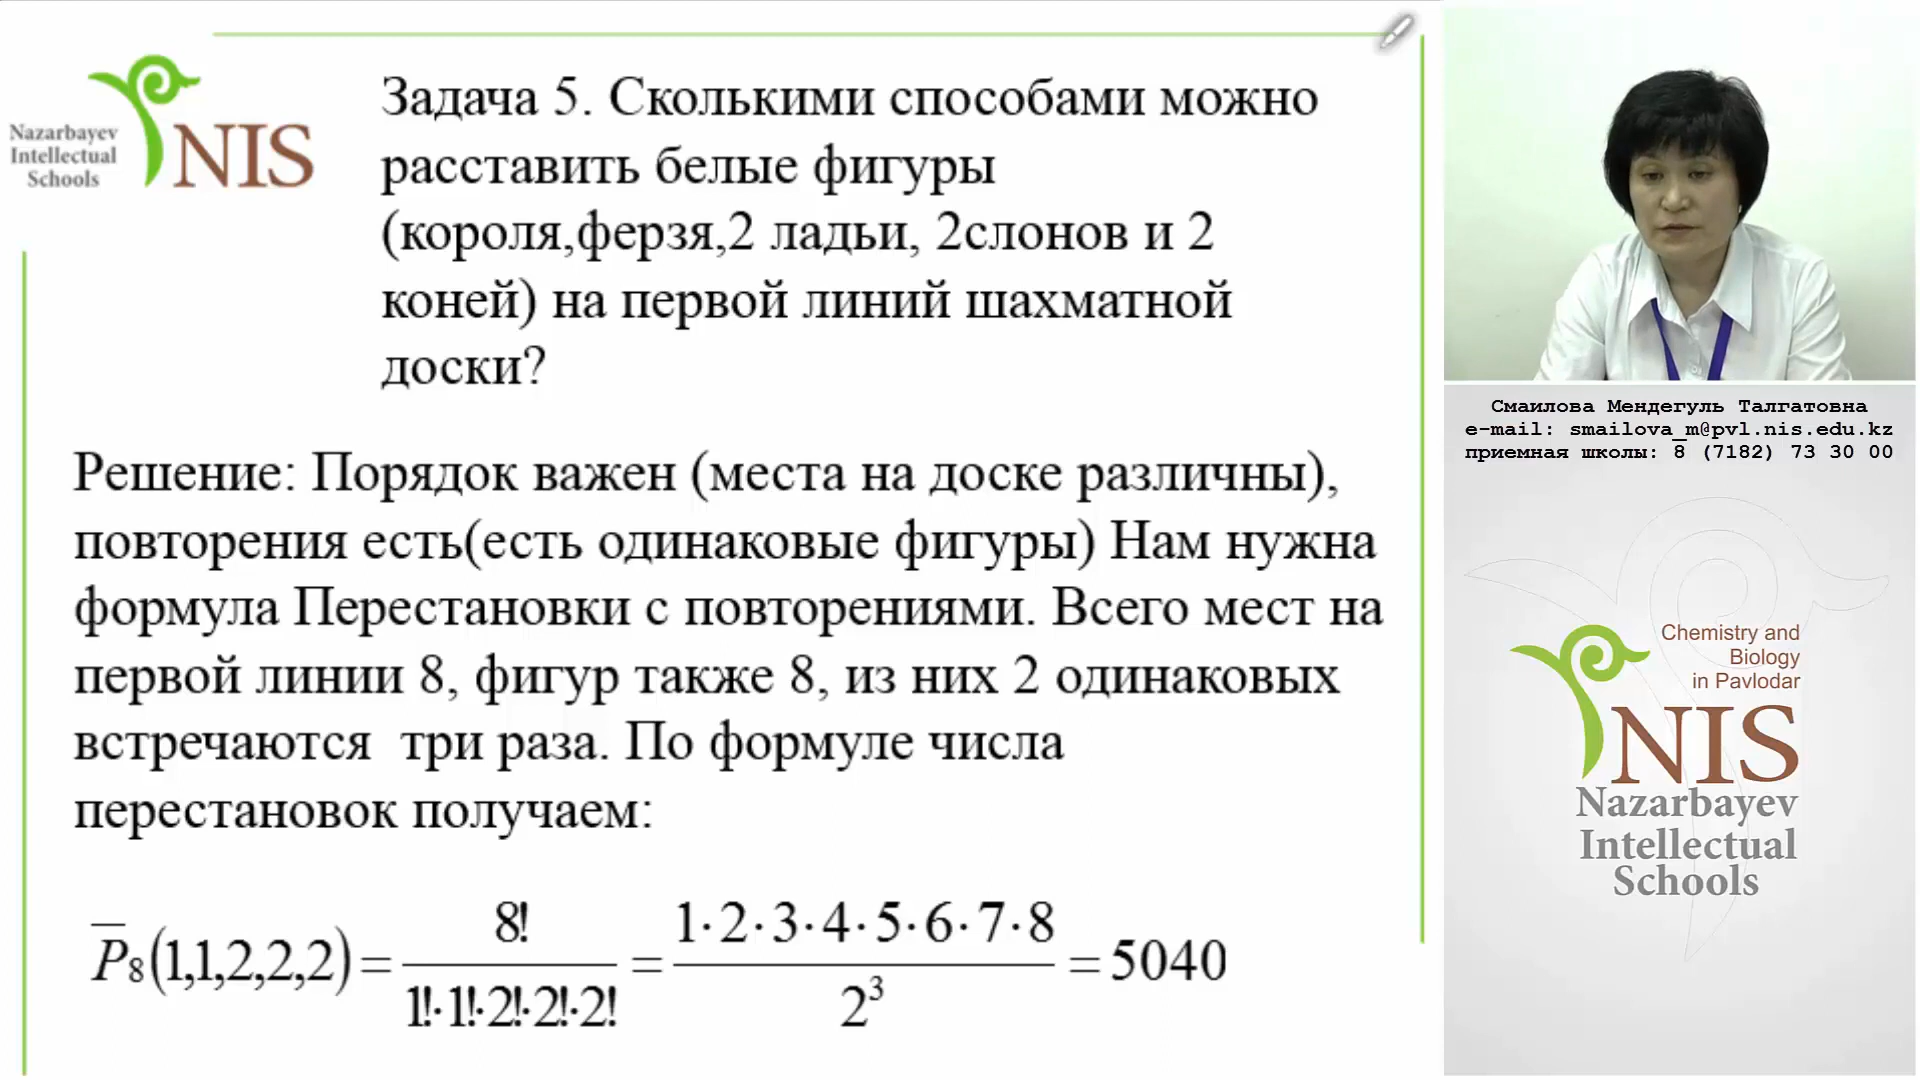 Nazarbayev
Intellectual
Schools
NIS
Задача 5. Сколькими способами можно
расставить белые фигуры
(короля,ферзя,2 ладьи, 2слонов и 2
коней) на первой линий шахматной
доски?
Решение: Порядок важен (места на доске различны),
повторения есть(есть одинаковые фигуры) Нам нужна
формула Перестановки с повторениями. Всего мест на
первой линии 8, фигур также 8, из них 2 одинаковых
встречаются  три раза. По формуле числа
перестановок получаем:
P̅₈(1,1,2,2,2) = 8! / 1!·1!·2!·2!·2! = 1·2·3·4·5·6·7·8 / 2³ = 5040
Смаилова Мендегуль Талгатовна
e-mail: smailova_m@pvl.nis.edu.kz
приемная школы: 8 (7182) 73 30 00
Chemistry and
Biology
in Pavlodar
NIS
Nazarbayev
Intellectual
Schools